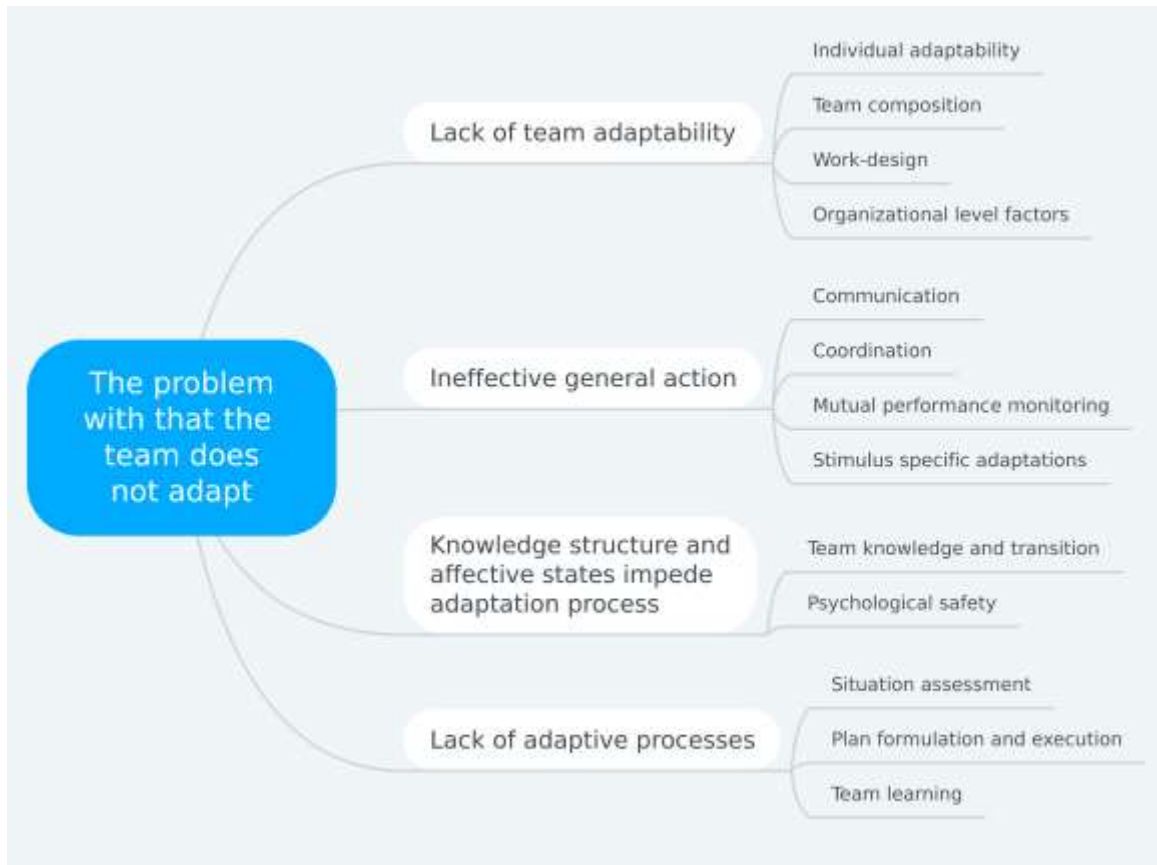 The problem
with that the
team does
not adapt
Lack of team adaptability
Individual adaptability
Team composition
Work-design
Organizational level factors
Ineffective general action
Communication
Coordination
Mutual performance monitoring
Stimulus specific adaptations
Knowledge structure and
affective states impede
adaptation process
Team knowledge and transition
Psychological safety
Lack of adaptive processes
Situation assessment
Plan formulation and execution
Team learning